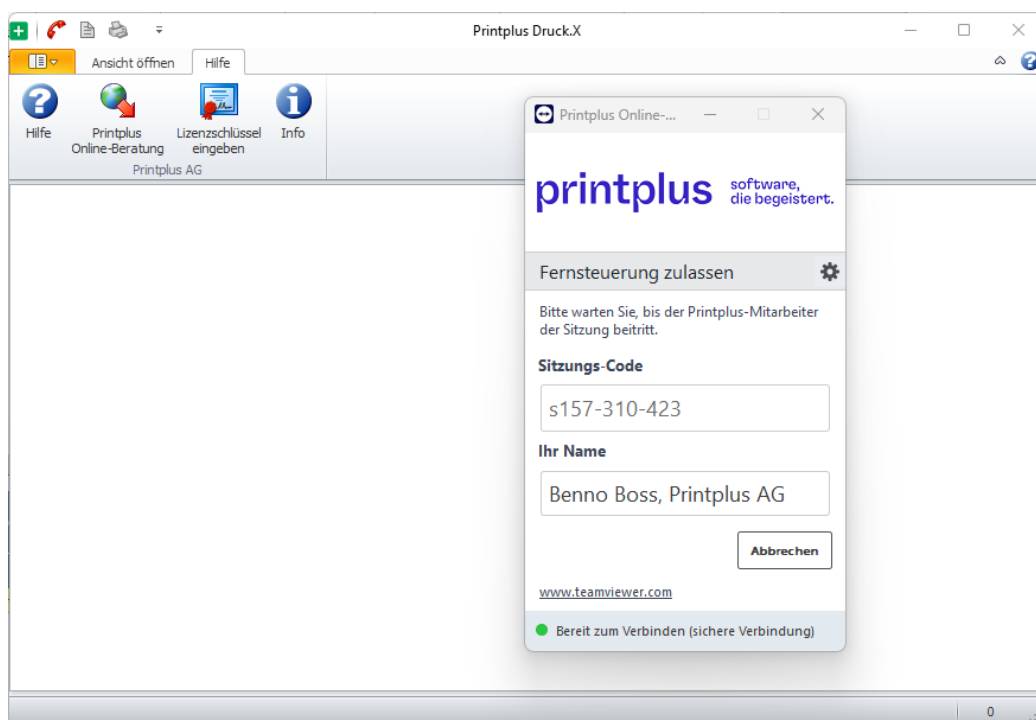 Printplus Druck.X
Ansicht öffnen
Hilfe
Hilfe
Printplus
Online-Beratung
Lizenzschlüssel
eingeben
Info
Printplus AG
Printplus Online-...
printplus
software,
die begeistert.
Fernsteuerung zulassen
Bitte warten Sie, bis der Printplus-Mitarbeiter
der Sitzung beitritt.
Sitzungs-Code
s157-310-423
Ihr Name
Benno Boss, Printplus AG
Abbrechen
www.teamviewer.com
Bereit zum Verbinden (sichere Verbindung)
0